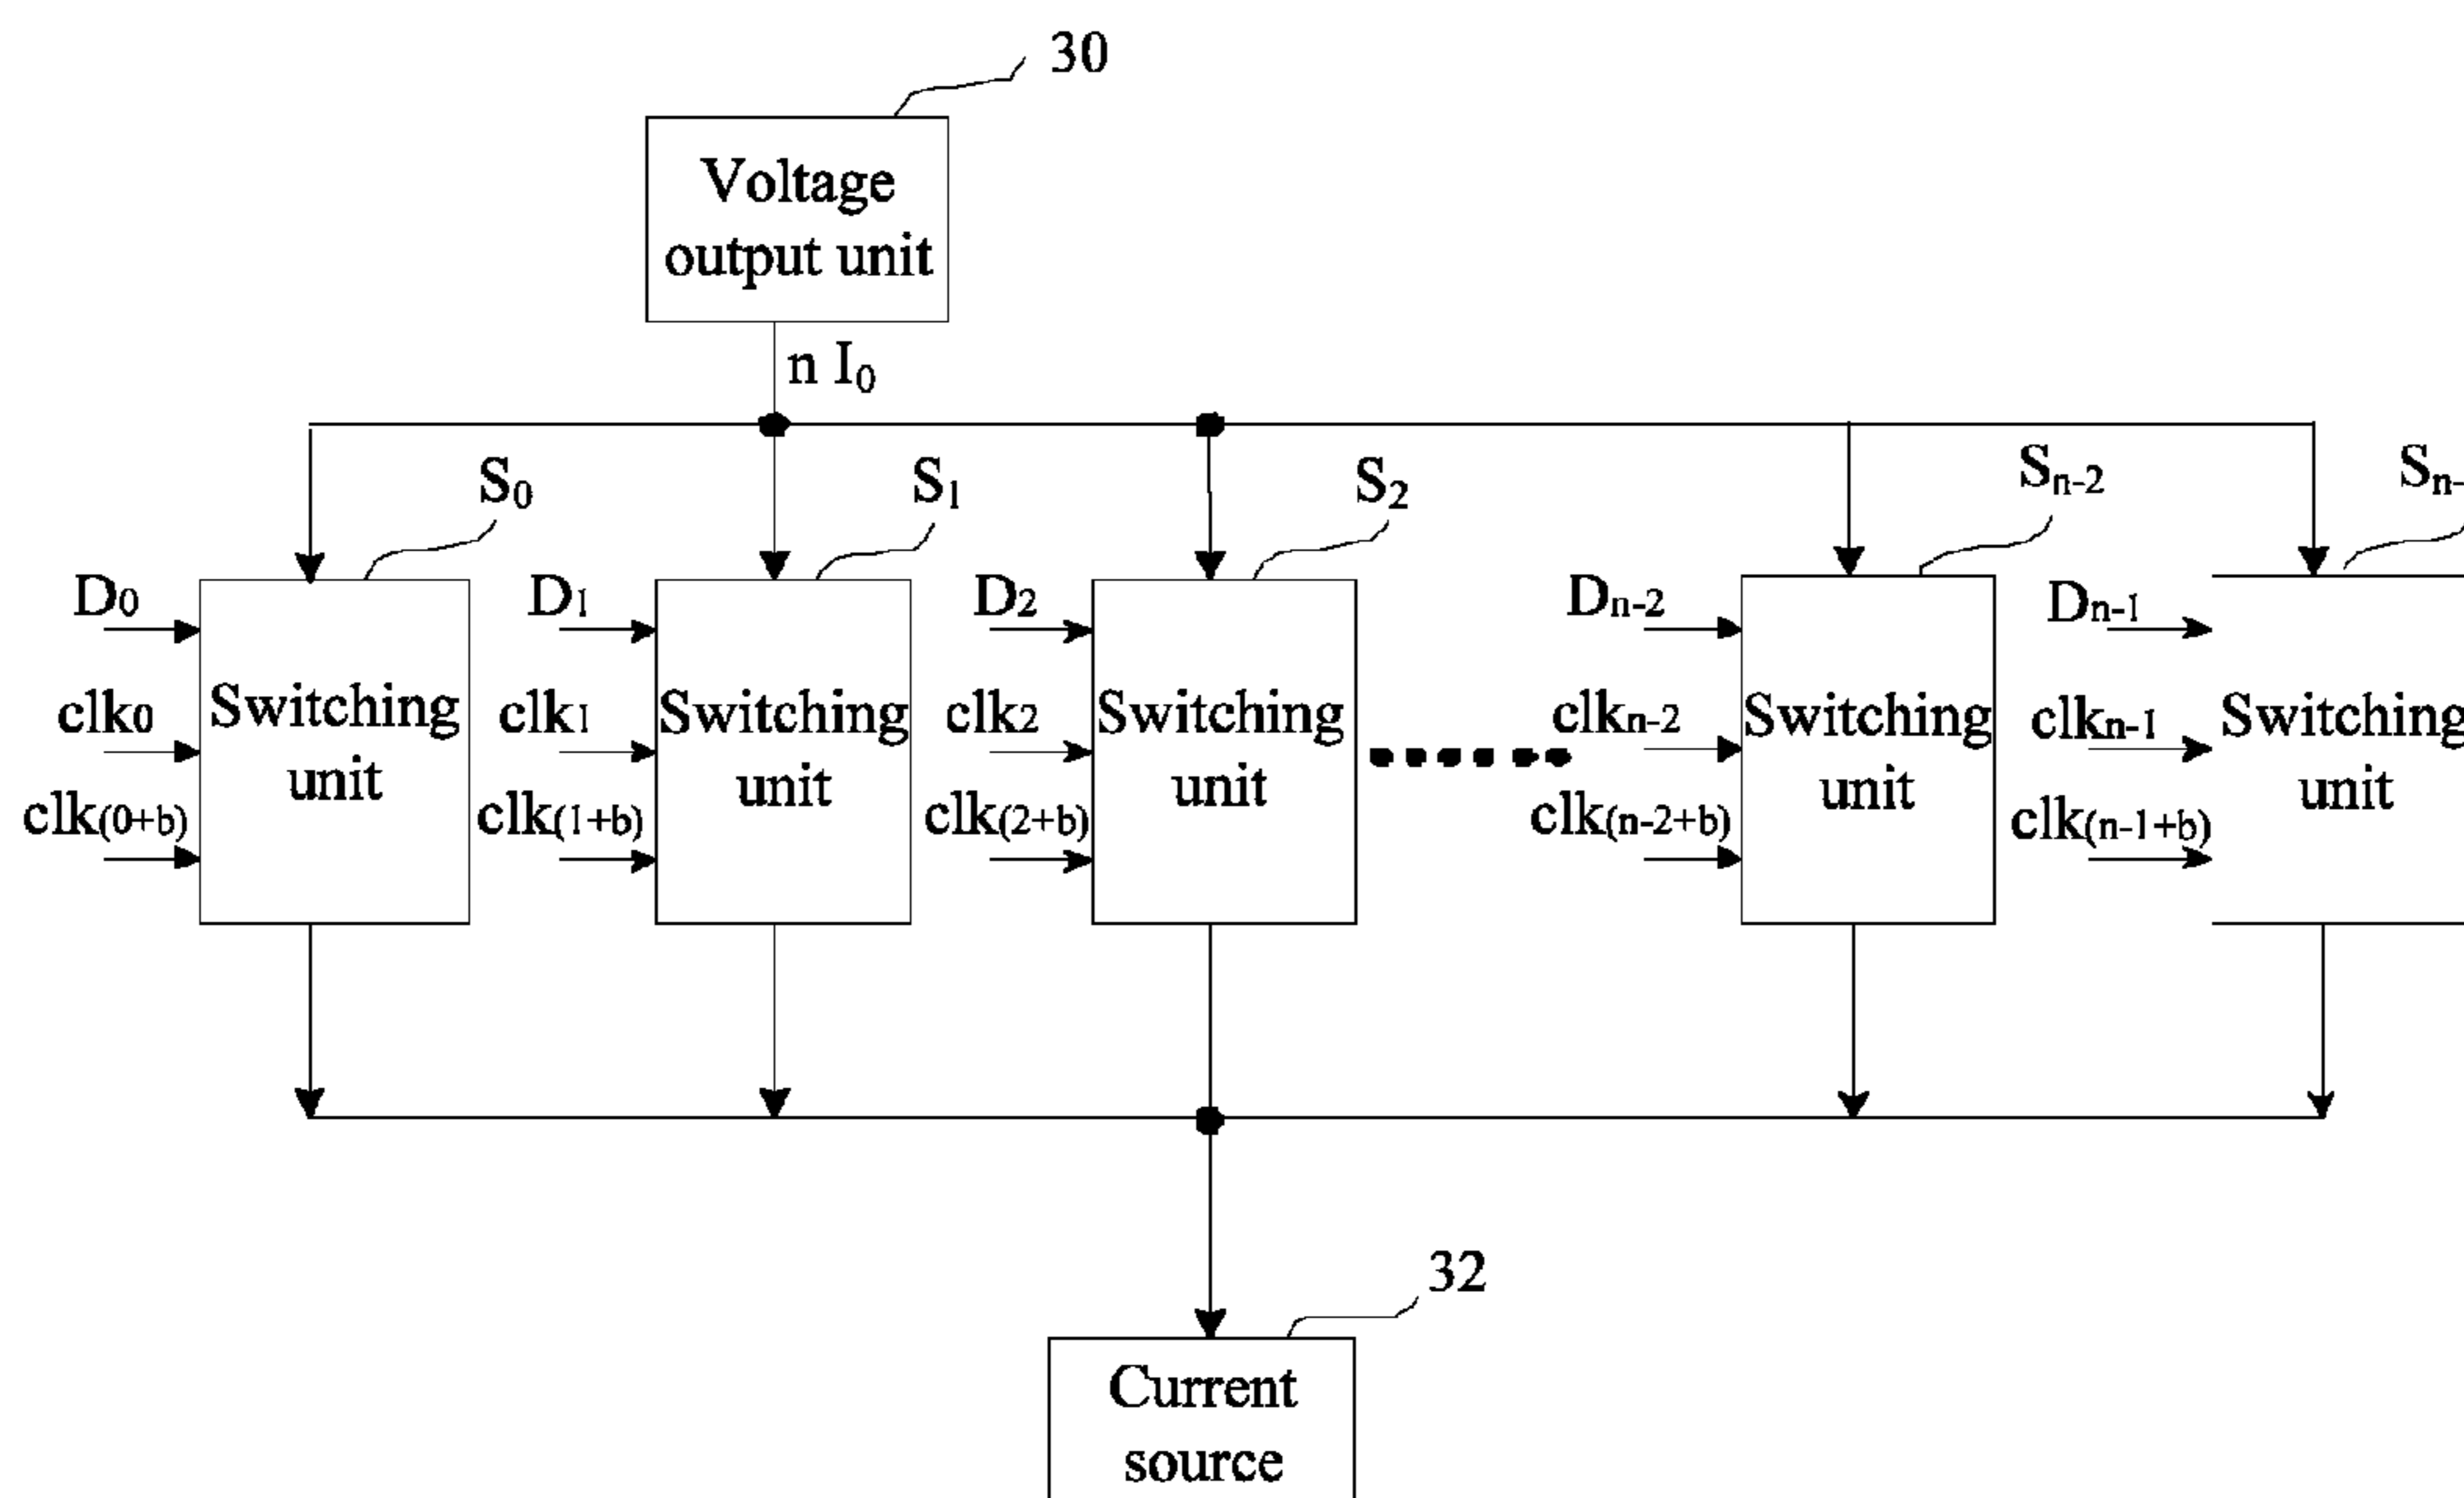 30
Voltage
output unit
n I₀
S₀
S₁
S₂
Sₙ₋₂
D₀
clk₀
clk₍₀₊b₎
Switching
unit
D₁
clk₁
clk₍₁₊b₎
Switching
unit
D₂
clk₂
clk₍₂₊b₎
Switching
unit
......
Dₙ₋₂
clkₙ₋₂
clk₍ₙ₋₂₊b₎
Switching
unit
Dₙ₋₁
clkₙ₋₁
clk₍ₙ₋₁₊b₎
Switching
unit
32
Current
source